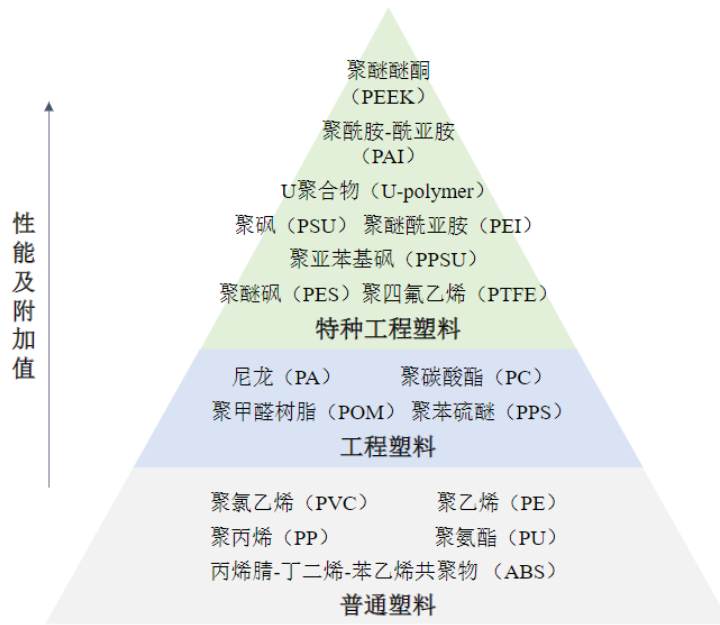 聚醚醚酮
（PEEK）
聚酰胺-酰亚胺
（PAI）
U聚合物（U-polymer）
聚砜（PSU） 聚醚酰亚胺（PEI）
聚亚苯基砜（PPSU）
聚醚砜（PES）聚四氟乙烯（PTFE）
特种工程塑料
性能及附加值
尼龙（PA） 聚碳酸酯（PC）
聚甲醛树脂（POM） 聚苯硫醚（PPS）
工程塑料
聚氯乙烯（PVC） 聚乙烯（PE）
聚丙烯（PP） 聚氨酯（PU）
丙烯腈-丁二烯-苯乙烯共聚物 （ABS）
普通塑料